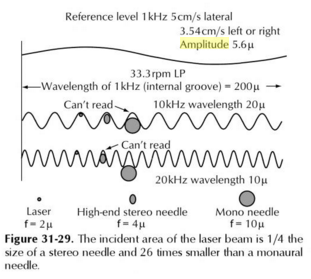 Reference level 1kHz 5cm/s lateral
3.54cm/s left or right
Amplitude 5.6μ
33.3rpm LP
Wavelength of 1kHz (internal groove) = 200μ
Can't read
10kHz wavelength 20μ
Can't read
20kHz wavelength 10μ
Laser High-end stereo needle Mono needle
f = 2μ f = 4μ f = 10μ
Figure 31-29. The incident area of the laser beam is 1/4 the
size of a stereo needle and 26 times smaller than a monaural
needle.